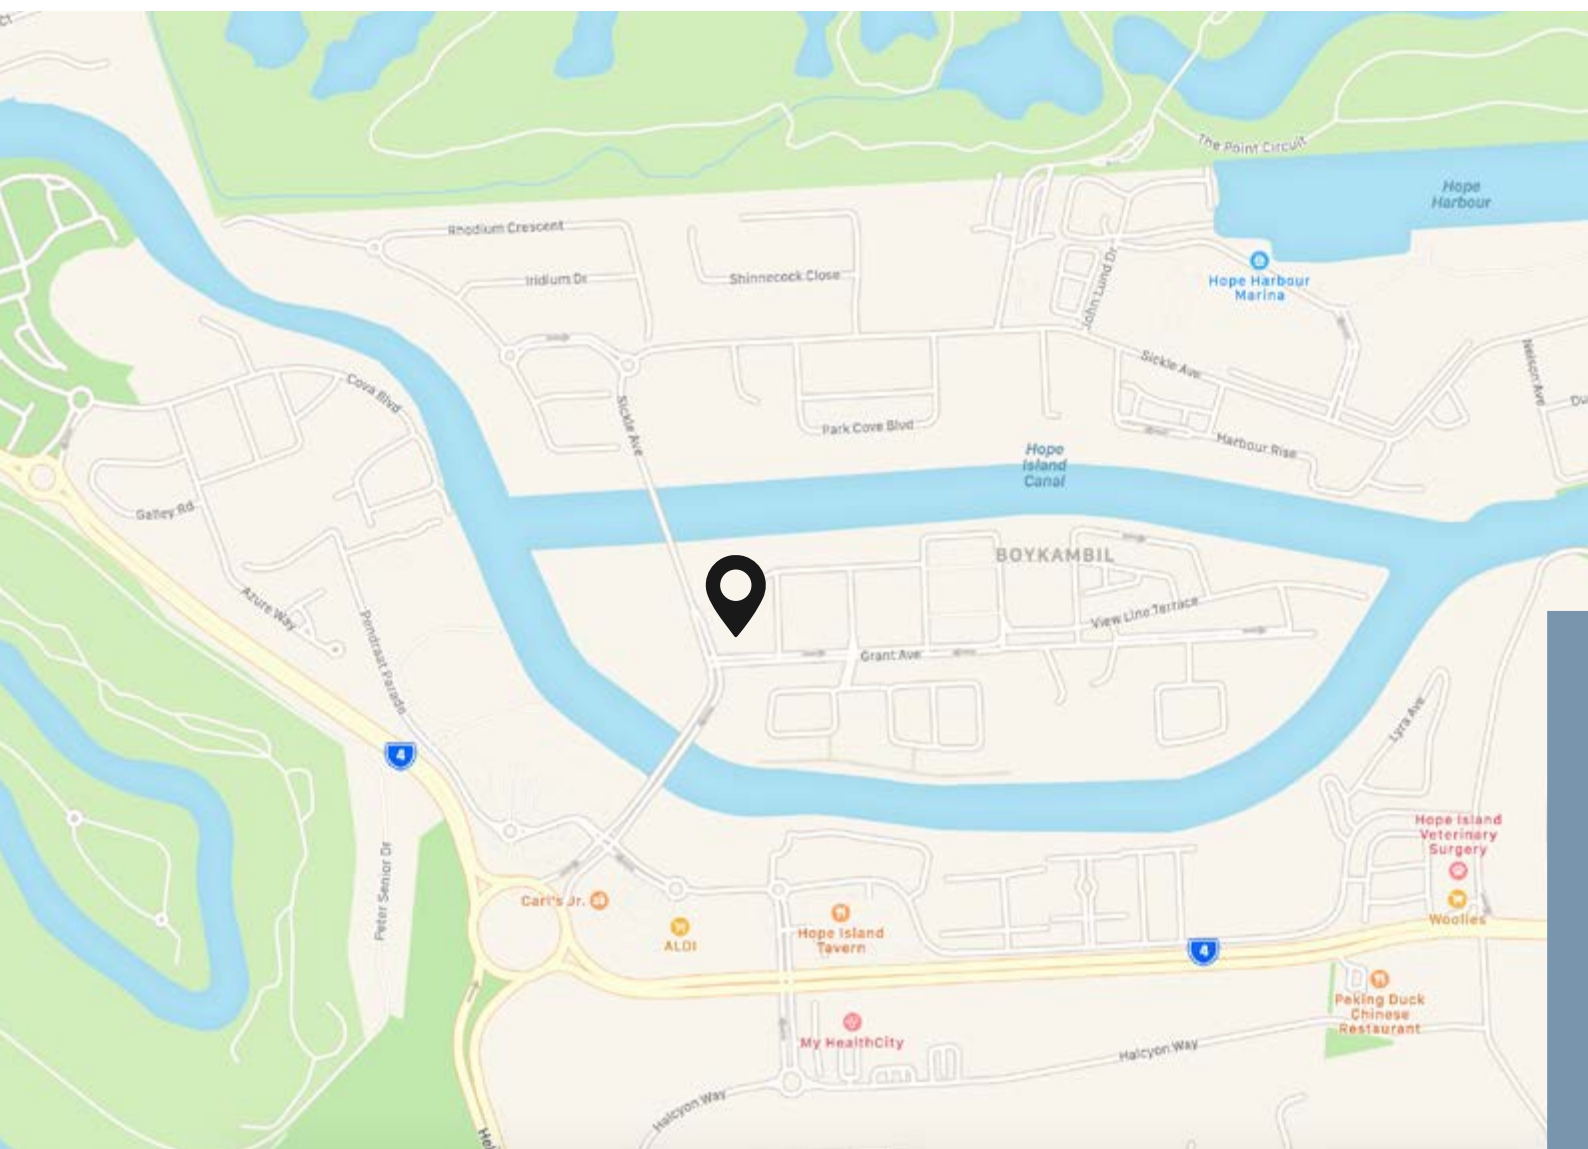 Ct
The Point Circuit
Hope
Harbour
Rhodium Crescent
Iridium Dr
Shinnecock Close
John Lund Dr
Hope Harbour
Marina
Sickle Ave
Nelson Ave
Cova Blvd
Sickle Ave
Park Cove Blvd
Harbour Rise
Hope
Island
Canal
Galley Rd
BOYKAMBIL
Azure Way
Pendraat Parade
View Line Terrace
Grant Ave
Lyra Ave
4
Peter Senior Dr
Hope Island
Veterinary
Surgery
Carl's Jr.
ALDI
Hope Island
Tavern
Woolies
4
Peking Duck
Chinese
Restaurant
My HealthCity
Halcyon Way
Halcyon Way